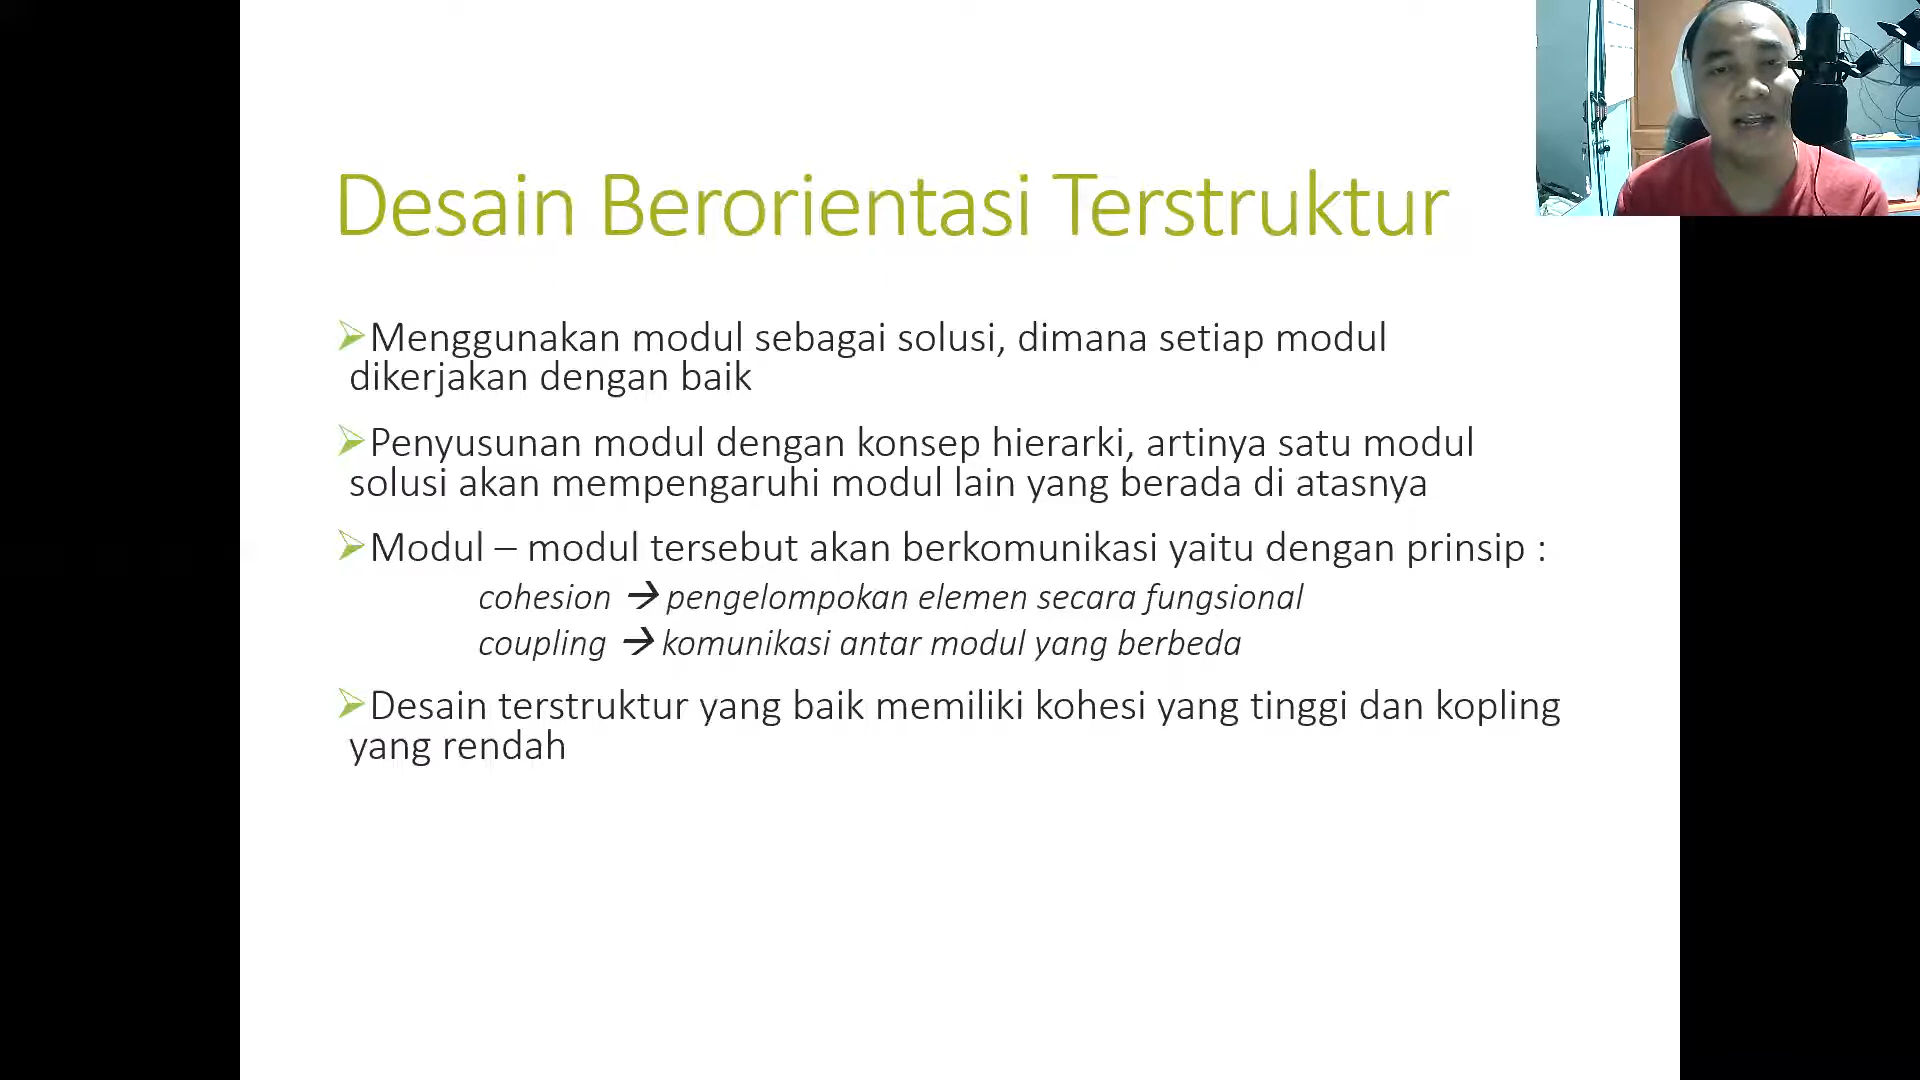 Desain Berorientasi Terstruktur
➢Menggunakan modul sebagai solusi, dimana setiap modul
dikerjakan dengan baik
➢Penyusunan modul dengan konsep hierarki, artinya satu modul
solusi akan mempengaruhi modul lain yang berada di atasnya
➢Modul – modul tersebut akan berkomunikasi yaitu dengan prinsip :
cohesion → pengelompokan elemen secara fungsional
coupling → komunikasi antar modul yang berbeda
➢Desain terstruktur yang baik memiliki kohesi yang tinggi dan kopling
yang rendah